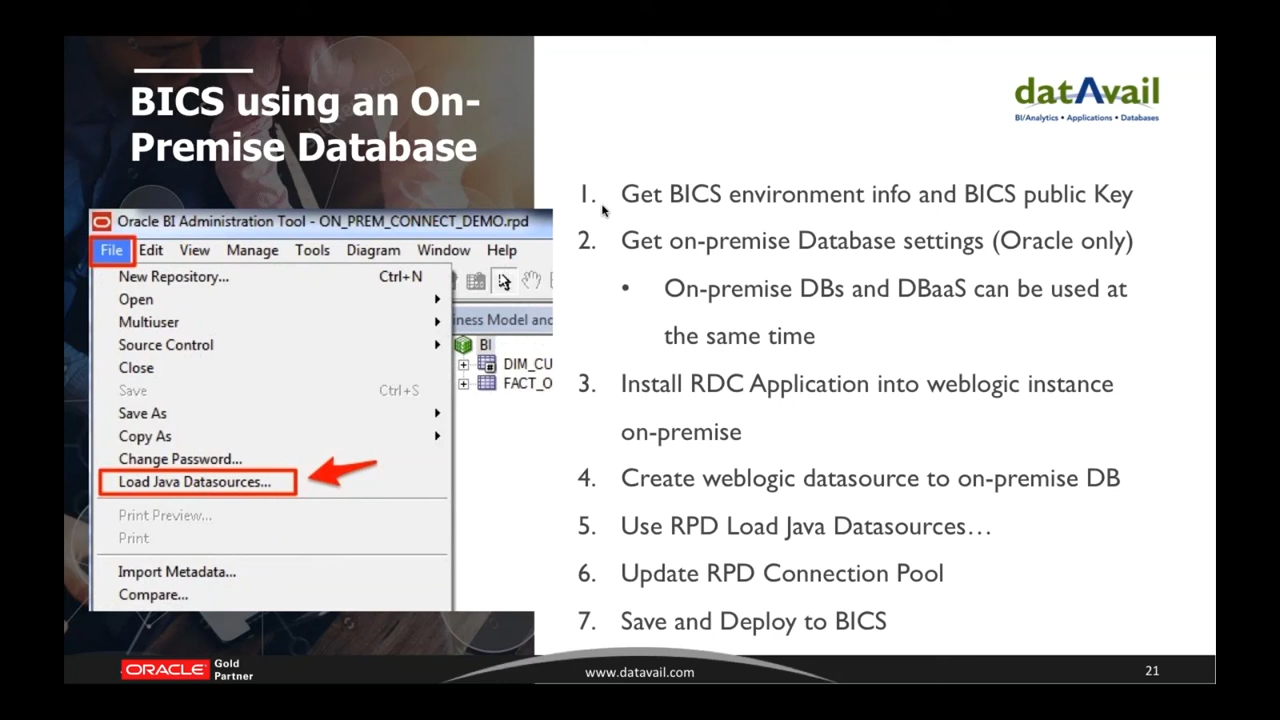 BICS using an On-
Premise Database
datAvail
BI/Analytics • Applications • Databases
Oracle BI Administration Tool - ON_PREM_CONNECT_DEMO.rpd
File Edit View Manage Tools Diagram Window Help
New Repository... Ctrl+N
Open
Multiuser
Source Control
Close
Save Ctrl+S
Save As
Copy As
Change Password...
Load Java Datasources...
Print Preview...
Print
Import Metadata...
Compare...
iness Model and
BI
DIM_CU
FACT_O
1. Get BICS environment info and BICS public Key
2. Get on-premise Database settings (Oracle only)
• On-premise DBs and DBaaS can be used at
the same time
3. Install RDC Application into weblogic instance
on-premise
4. Create weblogic datasource to on-premise DB
5. Use RPD Load Java Datasources…
6. Update RPD Connection Pool
7. Save and Deploy to BICS
ORACLE Gold
Partner
www.datavail.com
21